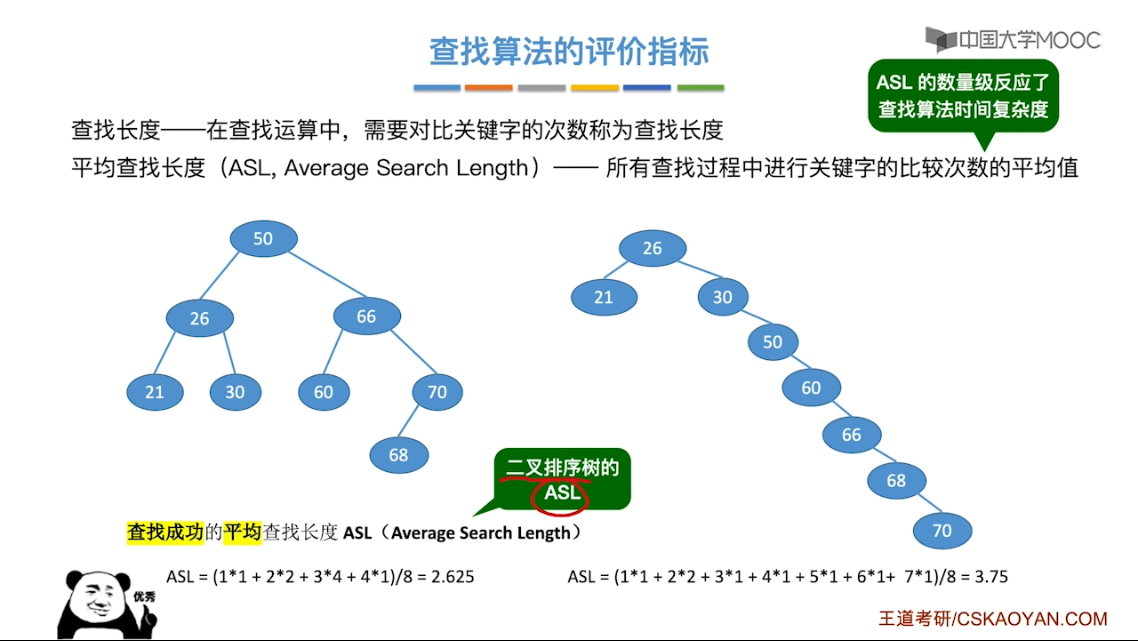 查找算法的评价指标
中国大学MOOC
ASL 的数量级反应了
查找算法时间复杂度
查找长度——在查找运算中，需要对比关键字的次数称为查找长度
平均查找长度（ASL, Average Search Length）—— 所有查找过程中进行关键字的比较次数的平均值
50
26
66
21
30
60
70
68
26
21
30
50
60
66
68
70
二叉排序树的
ASL
查找成功的平均查找长度 ASL（Average Search Length）
ASL = (1*1 + 2*2 + 3*4 + 4*1)/8 = 2.625
ASL = (1*1 + 2*2 + 3*1 + 4*1 + 5*1 + 6*1+ 7*1)/8 = 3.75
优秀
王道考研/CSKAOYAN.COM